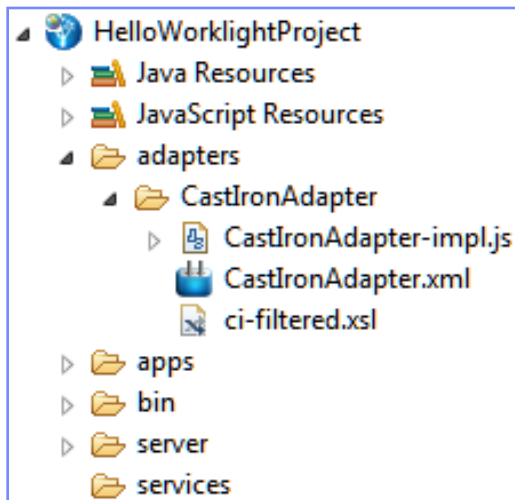 HelloWorklightProject
Java Resources
JavaScript Resources
adapters
CastIronAdapter
CastIronAdapter-impl.js
CastIronAdapter.xml
ci-filtered.xsl
apps
bin
server
services